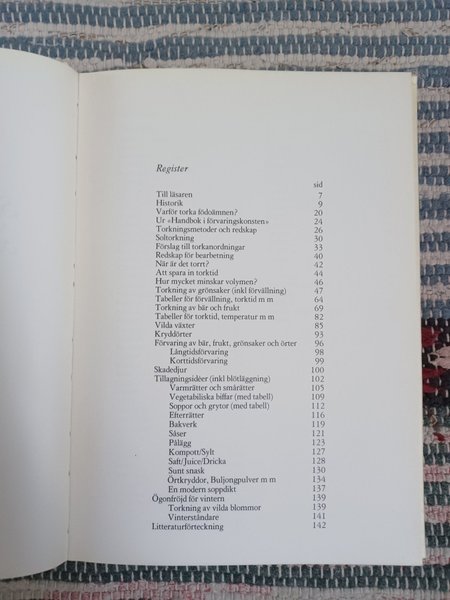 Register
sid
Till läsaren 7
Historik 9
Varför torka födoämnen? 20
Ur »Handbok i förvaringskonsten» 24
Torkningsmetoder och redskap 26
Soltorkning 30
Förslag till torkanordningar 33
Redskap för bearbetning 40
När är det torrt? 42
Att spara in torktid 44
Hur mycket minskar volymen? 46
Torkning av grönsaker (inkl förvällning) 47
Tabeller för förvällning, torktid m m 64
Torkning av bär och frukt 69
Tabeller för torktid, temperatur m m 82
Vilda växter 85
Kryddörter 93
Förvaring av bär, frukt, grönsaker och örter 96
Långtidsförvaring 98
Korttidsförvaring 99
Skadedjur 100
Tillagningsidéer (inkl blötläggning) 102
Varmrätter och smårätter 105
Vegetabiliska biffar (med tabell) 109
Soppor och grytor (med tabell) 112
Efterrätter 116
Bakverk 119
Såser 121
Pålägg 123
Kompott/Sylt 127
Saft/Juice/Dricka 128
Sunt snask 130
Örtkryddor, Buljongpulver m m 134
En modern soppdikt 137
Ögonfröjd för vintern 139
Torkning av vilda blommor 139
Vinterståndare 141
Litteraturförteckning 142